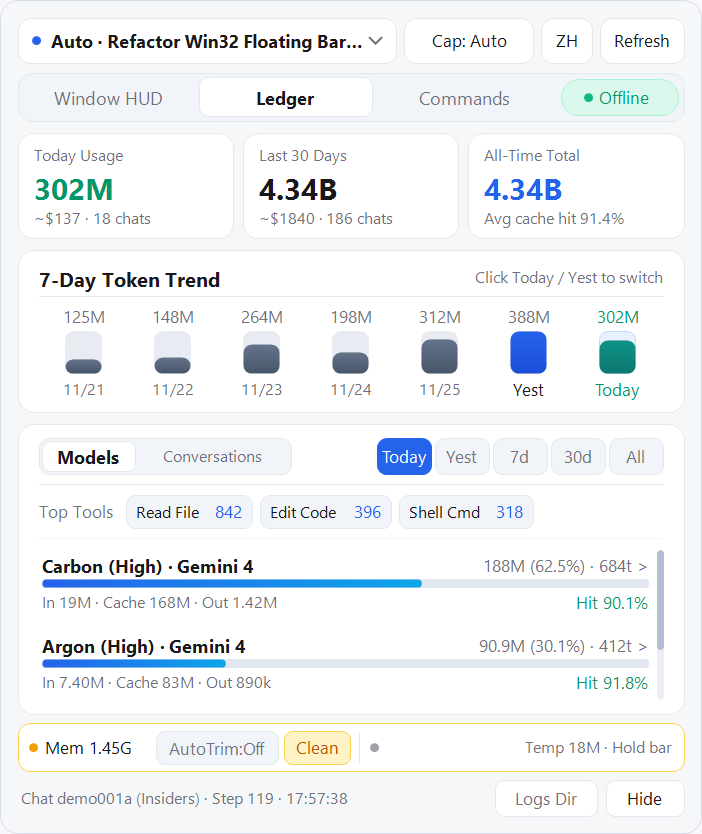 Auto · Refactor Win32 Floating Bar... Cap: Auto ZH Refresh
Window HUD Ledger Commands Offline
Today Usage Last 30 Days All-Time Total
302M 4.34B 4.34B
~$137 · 18 chats ~$1840 · 186 chats Avg cache hit 91.4%
7-Day Token Trend Click Today / Yest to switch
125M 148M 264M 198M 312M 388M 302M
11/21 11/22 11/23 11/24 11/25 Yest Today
Models Conversations Today Yest 7d 30d All
Top Tools Read File 842 Edit Code 396 Shell Cmd 318
Carbon (High) · Gemini 4 188M (62.5%) · 684t >
In 19M · Cache 168M · Out 1.42M Hit 90.1%
Argon (High) · Gemini 4 90.9M (30.1%) · 412t >
In 7.40M · Cache 83M · Out 890k Hit 91.8%
Mem 1.45G AutoTrim:Off Clean Temp 18M · Hold bar
Chat demo001a (Insiders) · Step 119 · 17:57:38 Logs Dir Hide